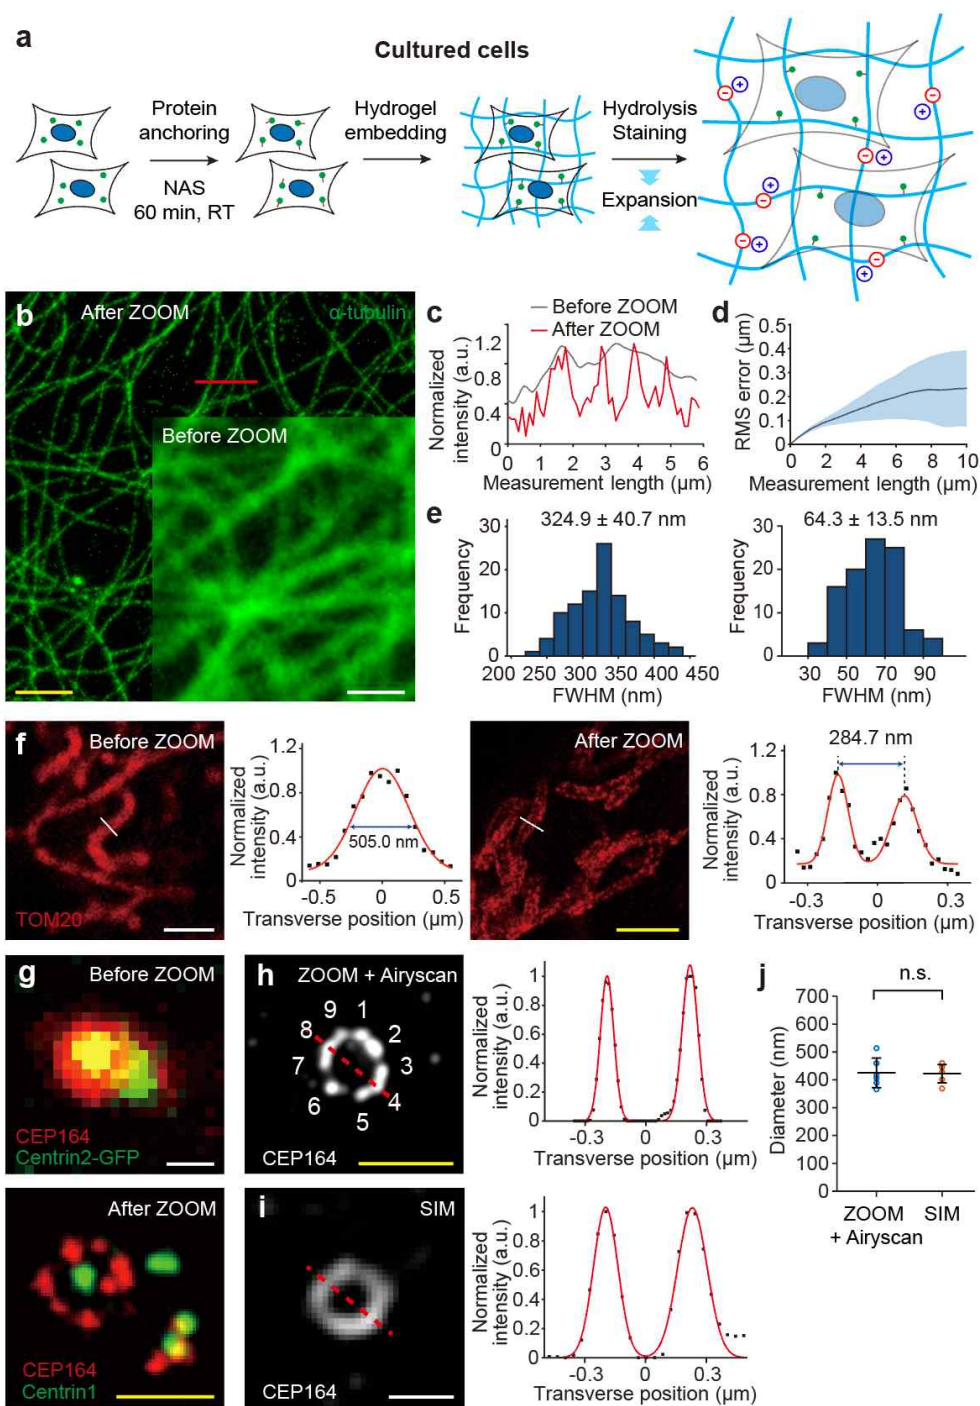 a
Cultured cells
Protein
anchoring
NAS
60 min, RT
Hydrogel
embedding
Hydrolysis
Staining
Expansion
− + − + − + − + − + − +
b
After ZOOM
α-tubulin
Before ZOOM
c
Before ZOOM
After ZOOM
Normalized
intensity (a.u.)
1.2
0.8
0.4
0
0 1 2 3 4 5 6
Measurement length (µm)
d
RMS error (µm)
0.5
0.4
0.3
0.2
0.1
0
0 2 4 6 8 10
Measurement length (µm)
e
324.9 ± 40.7 nm
Frequency
30
20
10
0
200 250 300 350 400 450
FWHM (nm)
64.3 ± 13.5 nm
Frequency
30
20
10
0
30 50 70 90
FWHM (nm)
f
Before ZOOM
TOM20
Normalized
intensity (a.u.)
1.2
0.8
0.4
0
505.0 nm
-0.5 0 0.5
Transverse position (µm)
After ZOOM
284.7 nm
Normalized
intensity (a.u.)
1.2
0.8
0.4
0
-0.3 0 0.3
Transverse position (µm)
g
Before ZOOM
CEP164
Centrin2-GFP
After ZOOM
CEP164
Centrin1
h
ZOOM + Airyscan
9 1
8 2
7 3
6 4
5
CEP164
Normalized
intensity (a.u.)
1
0.8
0.6
0.4
0.2
0
-0.3 0 0.3
Transverse position (µm)
i
SIM
CEP164
Normalized
intensity (a.u.)
1
0.8
0.6
0.4
0.2
0
-0.3 0 0.3
Transverse position (µm)
j
n.s.
Diameter (nm)
700
600
500
400
300
200
100
0
ZOOM
+ Airyscan
SIM